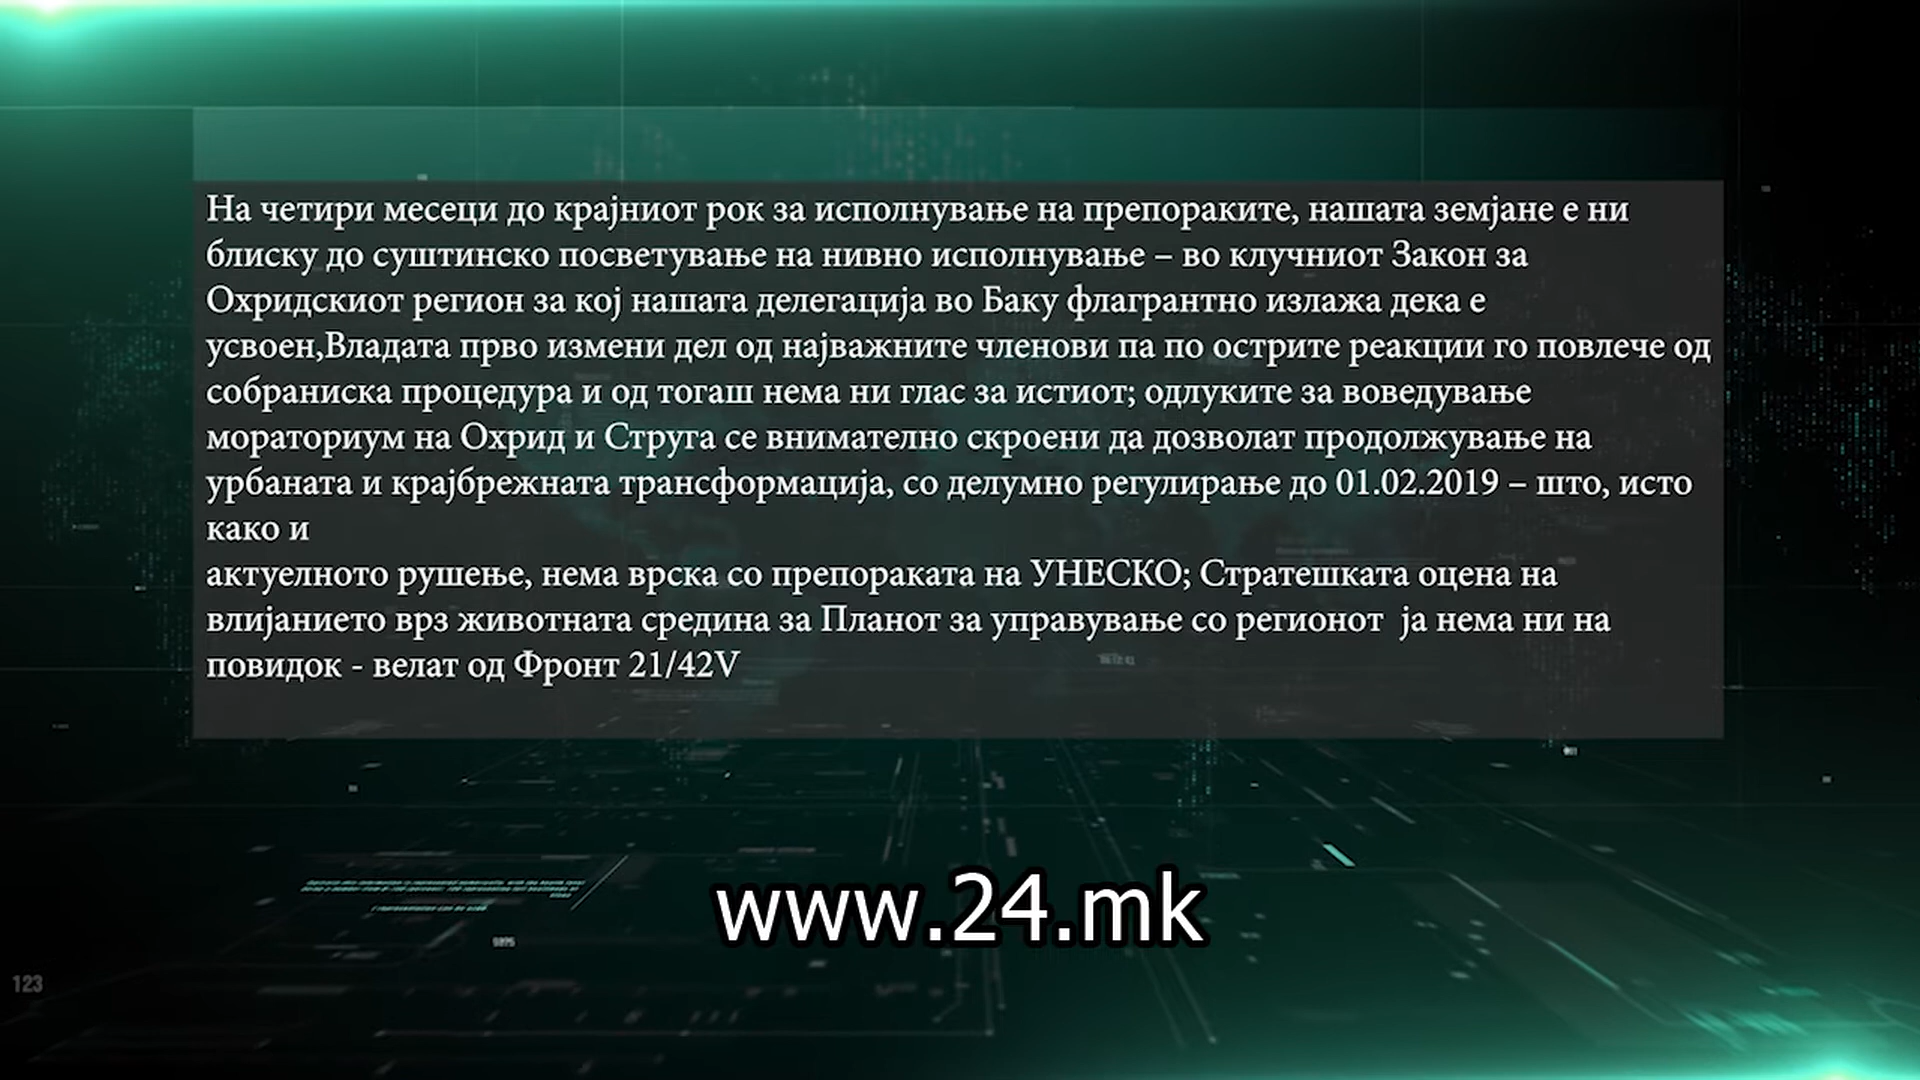 На четири месеци до крајниот рок за исполнување на препораките, нашата земјане е ни
блиску до суштинско посветување на нивно исполнување – во клучниот Закон за
Охридскиот регион за кој нашата делегација во Баку флагрантно излажа дека е
усвоен,Владата прво измени дел од најважните членови па по острите реакции го повлече од
собраниска процедура и од тогаш нема ни глас за истиот; одлуките за воведување
мораториум на Охрид и Струга се внимателно скроени да дозволат продолжување на
урбаната и крајбрежната трансформација, со делумно регулирање до 01.02.2019 – што, исто
како и
актуелното рушење, нема врска со препораката на УНЕСКО; Стратешката оцена на
влијанието врз животната средина за Планот за управување со регионот  ја нема ни на
повидок - велат од Фронт 21/42V
www.24.mk
123